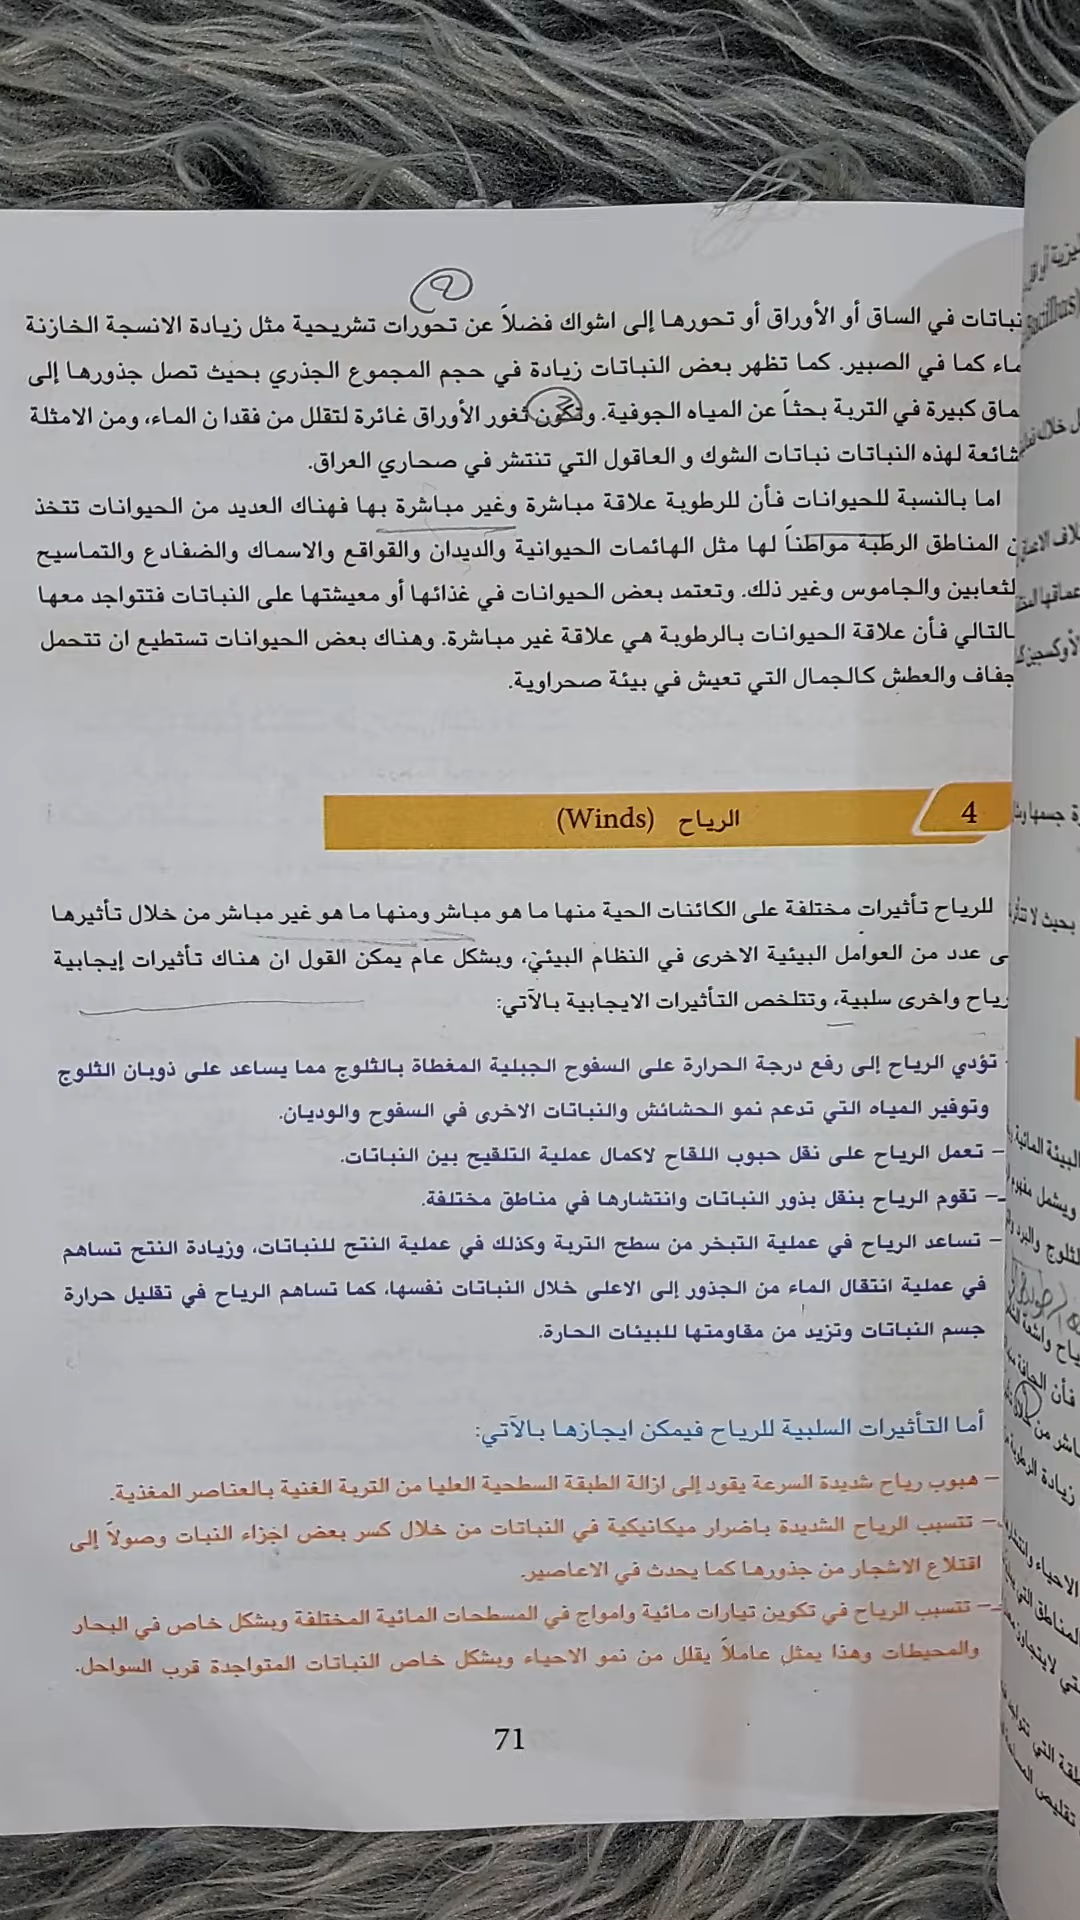 نباتات في الساق أو الأوراق أو تحورها إلى اشواك فضلاً عن تحورات تشريحية مثل زيادة الانسجة الخازنة
ماء كما في الصبير. كما تظهر بعض النباتات زيادة في حجم المجموع الجذري بحيث تصل جذورها إلى
ماق كبيرة في التربة بحثاً عن المياه الجوفية. وتكون ثغور الأوراق غائرة لتقلل من فقدان الماء، ومن الامثلة
شائعة لهذه النباتات نباتات الشوك و العاقول التي تنتشر في صحاري العراق.
اما بالنسبة للحيوانات فأن للرطوبة علاقة مباشرة وغير مباشرة بها فهناك العديد من الحيوانات تتخذ
ن المناطق الرطبة مواطناً لها مثل الهائمات الحيوانية والديدان والقواقع والاسماك والضفادع والتماسيح
لثعابين والجاموس وغير ذلك. وتعتمد بعض الحيوانات في غذائها أو معيشتها على النباتات فتتواجد معها
بالتالي فأن علاقة الحيوانات بالرطوبة هي علاقة غير مباشرة. وهناك بعض الحيوانات تستطيع ان تتحمل
جفاف والعطش كالجمال التي تعيش في بيئة صحراوية.
4 الرياح (Winds)
للرياح تأثيرات مختلفة على الكائنات الحية منها ما هو مباشر ومنها ما هو غير مباشر من خلال تأثيرها
ى عدد من العوامل البيئية الاخرى في النظام البيئي، وبشكل عام يمكن القول ان هناك تأثيرات إيجابية
رياح واخرى سلبية، وتتلخص التأثيرات الايجابية بالآتي:
- تؤدي الرياح إلى رفع درجة الحرارة على السفوح الجبلية المغطاة بالثلوج مما يساعد على ذوبان الثلوج
وتوفير المياه التي تدعم نمو الحشائش والنباتات الاخرى في السفوح والوديان.
– تعمل الرياح على نقل حبوب اللقاح لاكمال عملية التلقيح بين النباتات.
– تقوم الرياح بنقل بذور النباتات وانتشارها في مناطق مختلفة.
– تساعد الرياح في عملية التبخر من سطح التربة وكذلك في عملية النتح للنباتات، وزيادة النتح تساهم
في عملية انتقال الماء من الجذور إلى الاعلى خلال النباتات نفسها، كما تساهم الرياح في تقليل حرارة
جسم النباتات وتزيد من مقاومتها للبيئات الحارة.
أما التأثيرات السلبية للرياح فيمكن ايجازها بالآتي:
– هبوب رياح شديدة السرعة يقود إلى ازالة الطبقة السطحية العليا من التربة الغنية بالعناصر المغذية.
– تتسبب الرياح الشديدة باضرار ميكانيكية في النباتات من خلال كسر بعض اجزاء النبات وصولاً إلى
اقتلاع الاشجار من جذورها كما يحدث في الاعاصير.
– تتسبب الرياح في تكوين تيارات مائية وامواج في المسطحات المائية المختلفة وبشكل خاص في البحار
والمحيطات وهذا يمثل عاملاً يقلل من نمو الاحياء وبشكل خاص النباتات المتواجدة قرب السواحل.
71